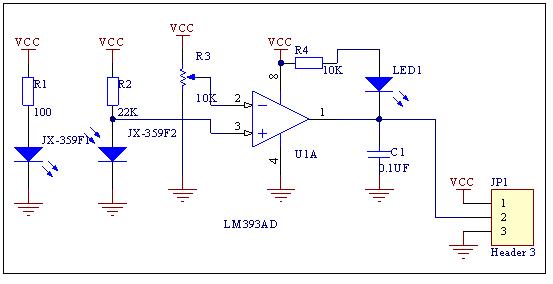 VCC
VCC
VCC
VCC
R1
100
JX-359F1
R2
22K
JX-359F2
R3
10K
R4
10K
LED1
8
2
3
1
4
U1A
C1
0.1UF
LM393AD
VCC
JP1
1
2
3
Header 3